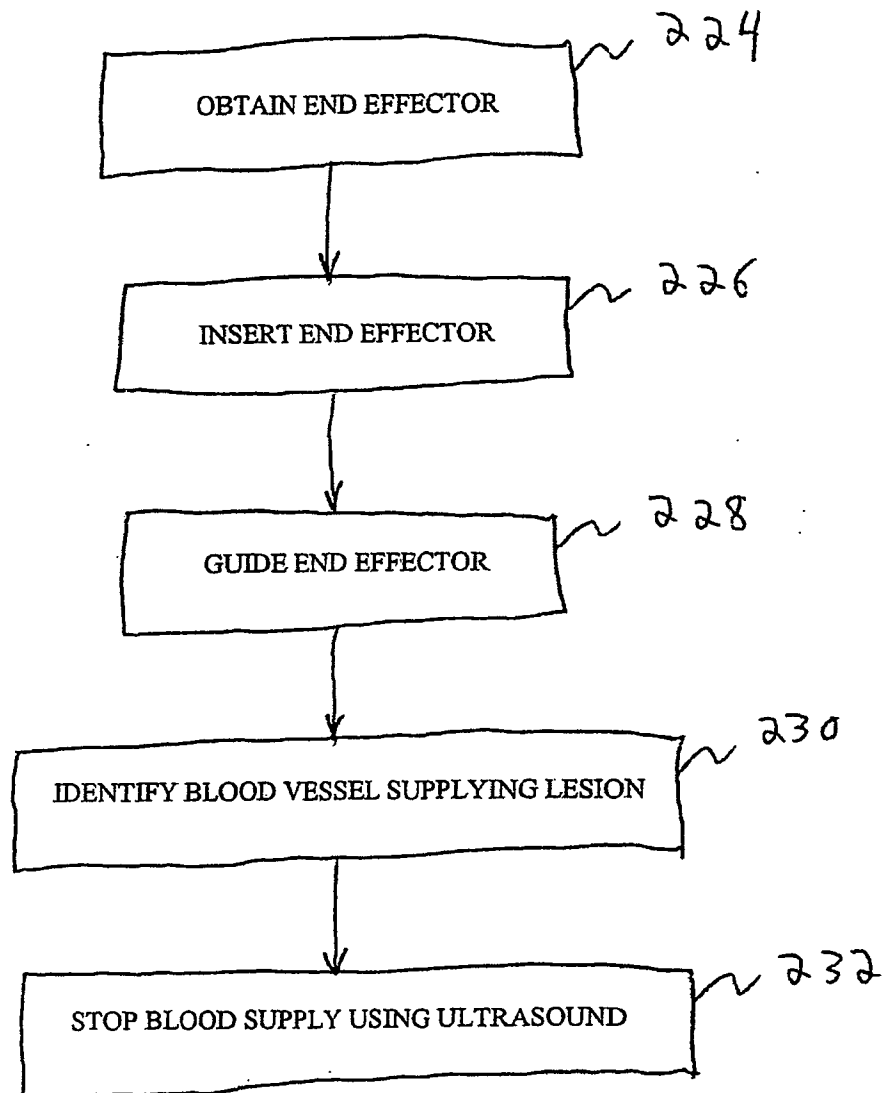 224
OBTAIN END EFFECTOR
226
INSERT END EFFECTOR
228
GUIDE END EFFECTOR
230
IDENTIFY BLOOD VESSEL SUPPLYING LESION
232
STOP BLOOD SUPPLY USING ULTRASOUND